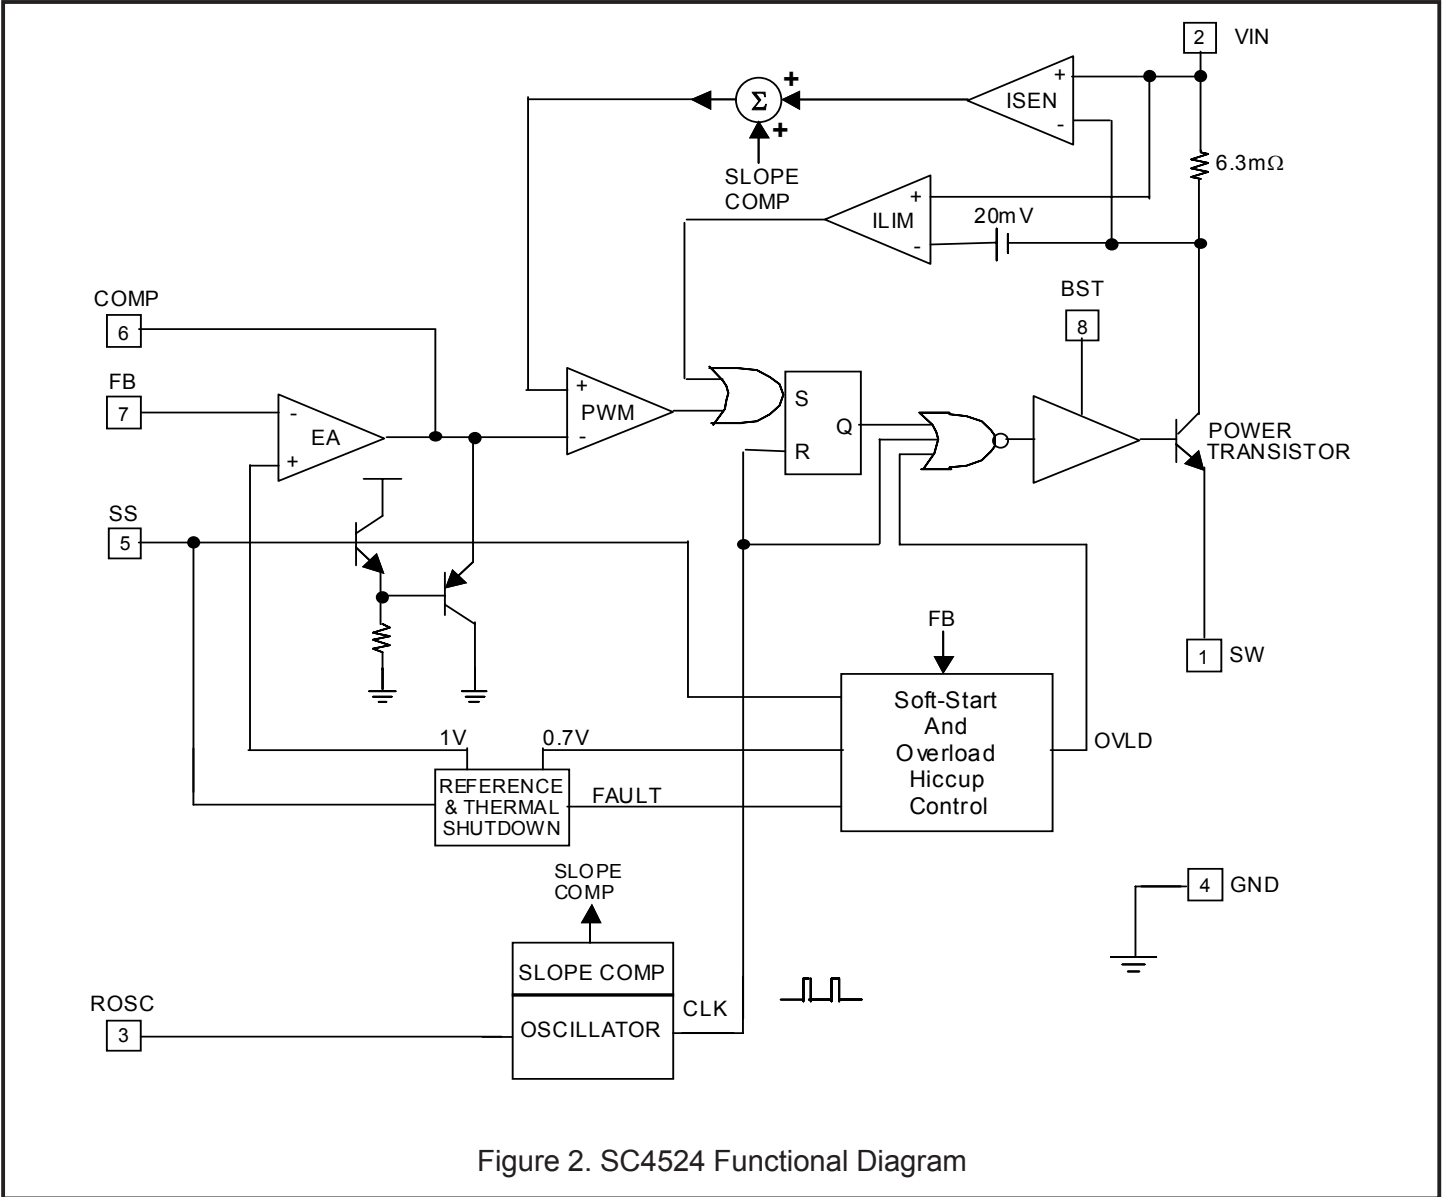 2 VIN
+
Σ
+
+
ISEN
-
6.3mΩ
SLOPE
COMP
+
ILIM
-
20mV
BST
8
COMP
6
FB
7
-
EA
+
+
PWM
-
S
Q
R
POWER
TRANSISTOR
SS
5
FB
1 SW
Soft-Start
And
Overload
Hiccup
Control
OVLD
1V
0.7V
REFERENCE
& THERMAL
SHUTDOWN
FAULT
SLOPE
COMP
4 GND
SLOPE COMP
OSCILLATOR
CLK
ROSC
3
Figure 2. SC4524 Functional Diagram